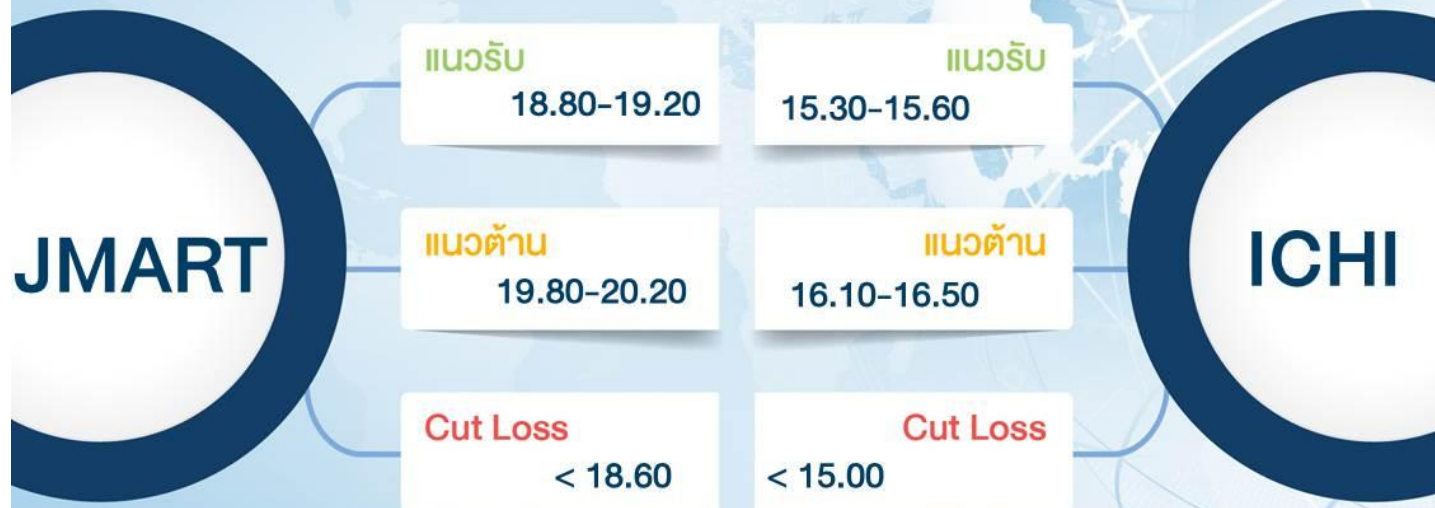 JMART
แนวรับ
18.80-19.20
แนวต้าน
19.80-20.20
Cut Loss
< 18.60
ICHI
แนวรับ
15.30-15.60
แนวต้าน
16.10-16.50
Cut Loss
< 15.00